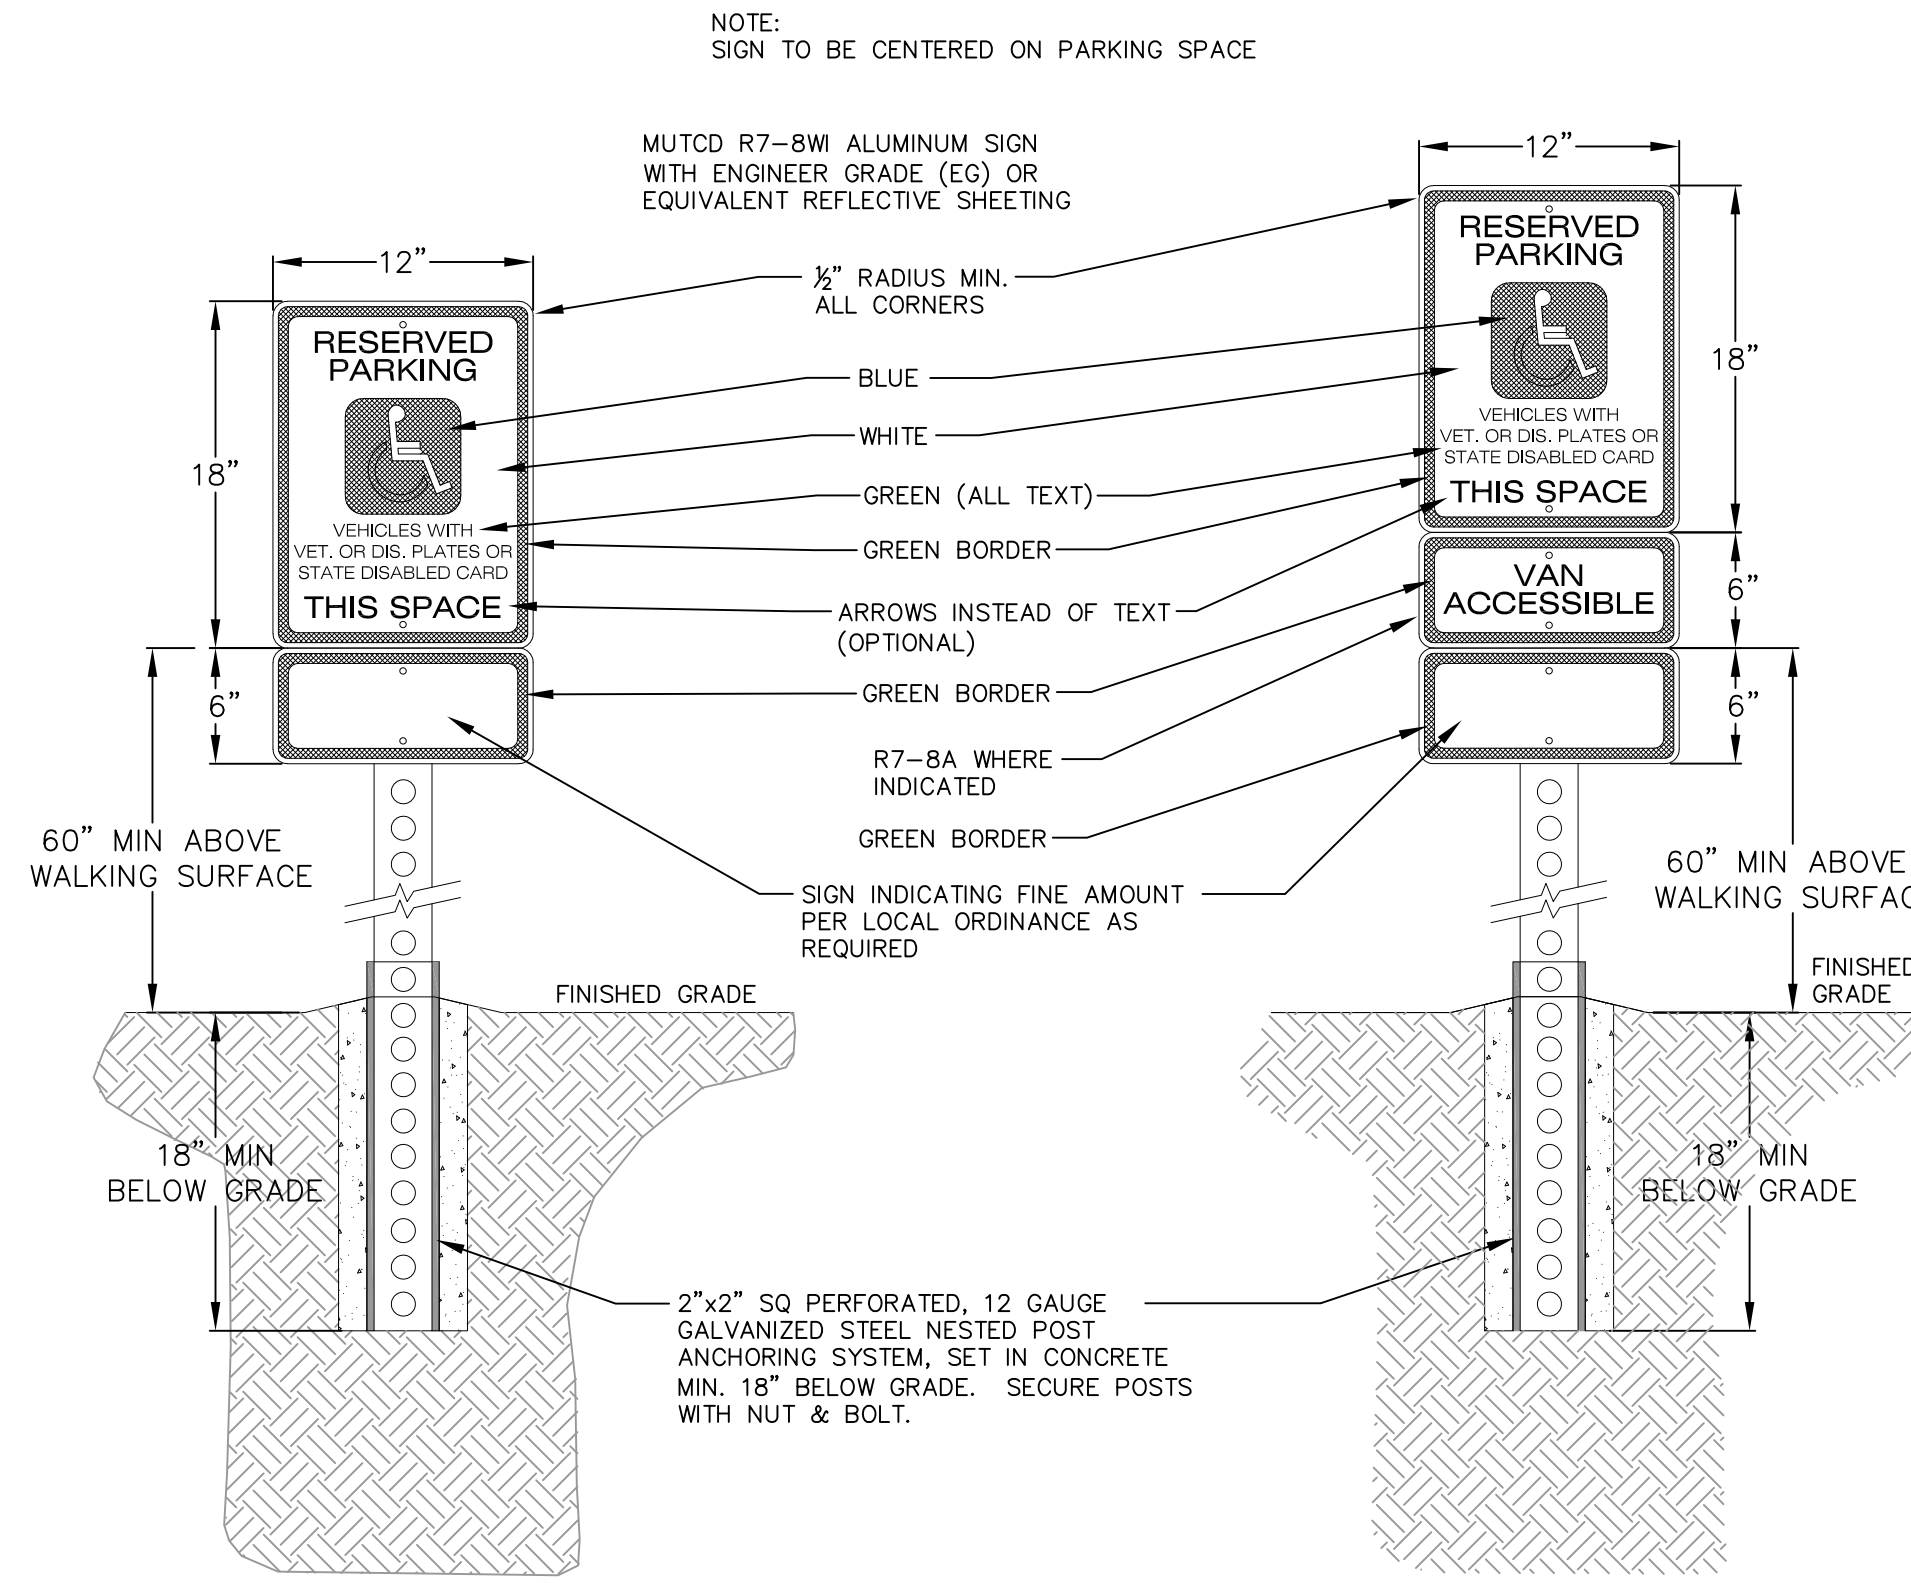 NOTE:
SIGN TO BE CENTERED ON PARKING SPACE
MUTCD R7-8WI ALUMINUM SIGN
WITH ENGINEER GRADE (EG) OR
EQUIVALENT REFLECTIVE SHEETING
12"
18"
6"
RESERVED
PARKING
VEHICLES WITH
VET. OR DIS. PLATES OR
STATE DISABLED CARD
THIS SPACE
60" MIN ABOVE
WALKING SURFACE
18" MIN
BELOW GRADE
FINISHED GRADE
½" RADIUS MIN.
ALL CORNERS
BLUE
WHITE
GREEN (ALL TEXT)
GREEN BORDER
ARROWS INSTEAD OF TEXT
(OPTIONAL)
GREEN BORDER
R7-8A WHERE
INDICATED
GREEN BORDER
SIGN INDICATING FINE AMOUNT
PER LOCAL ORDINANCE AS
REQUIRED
2"x2" SQ PERFORATED, 12 GAUGE
GALVANIZED STEEL NESTED POST
ANCHORING SYSTEM, SET IN CONCRETE
MIN. 18" BELOW GRADE. SECURE POSTS
WITH NUT & BOLT.
12"
18"
6"
6"
RESERVED
PARKING
VEHICLES WITH
VET. OR DIS. PLATES OR
STATE DISABLED CARD
THIS SPACE
VAN
ACCESSIBLE
60" MIN ABOVE
WALKING SURFAC
FINISHED
GRADE
18" MIN
BELOW GRADE